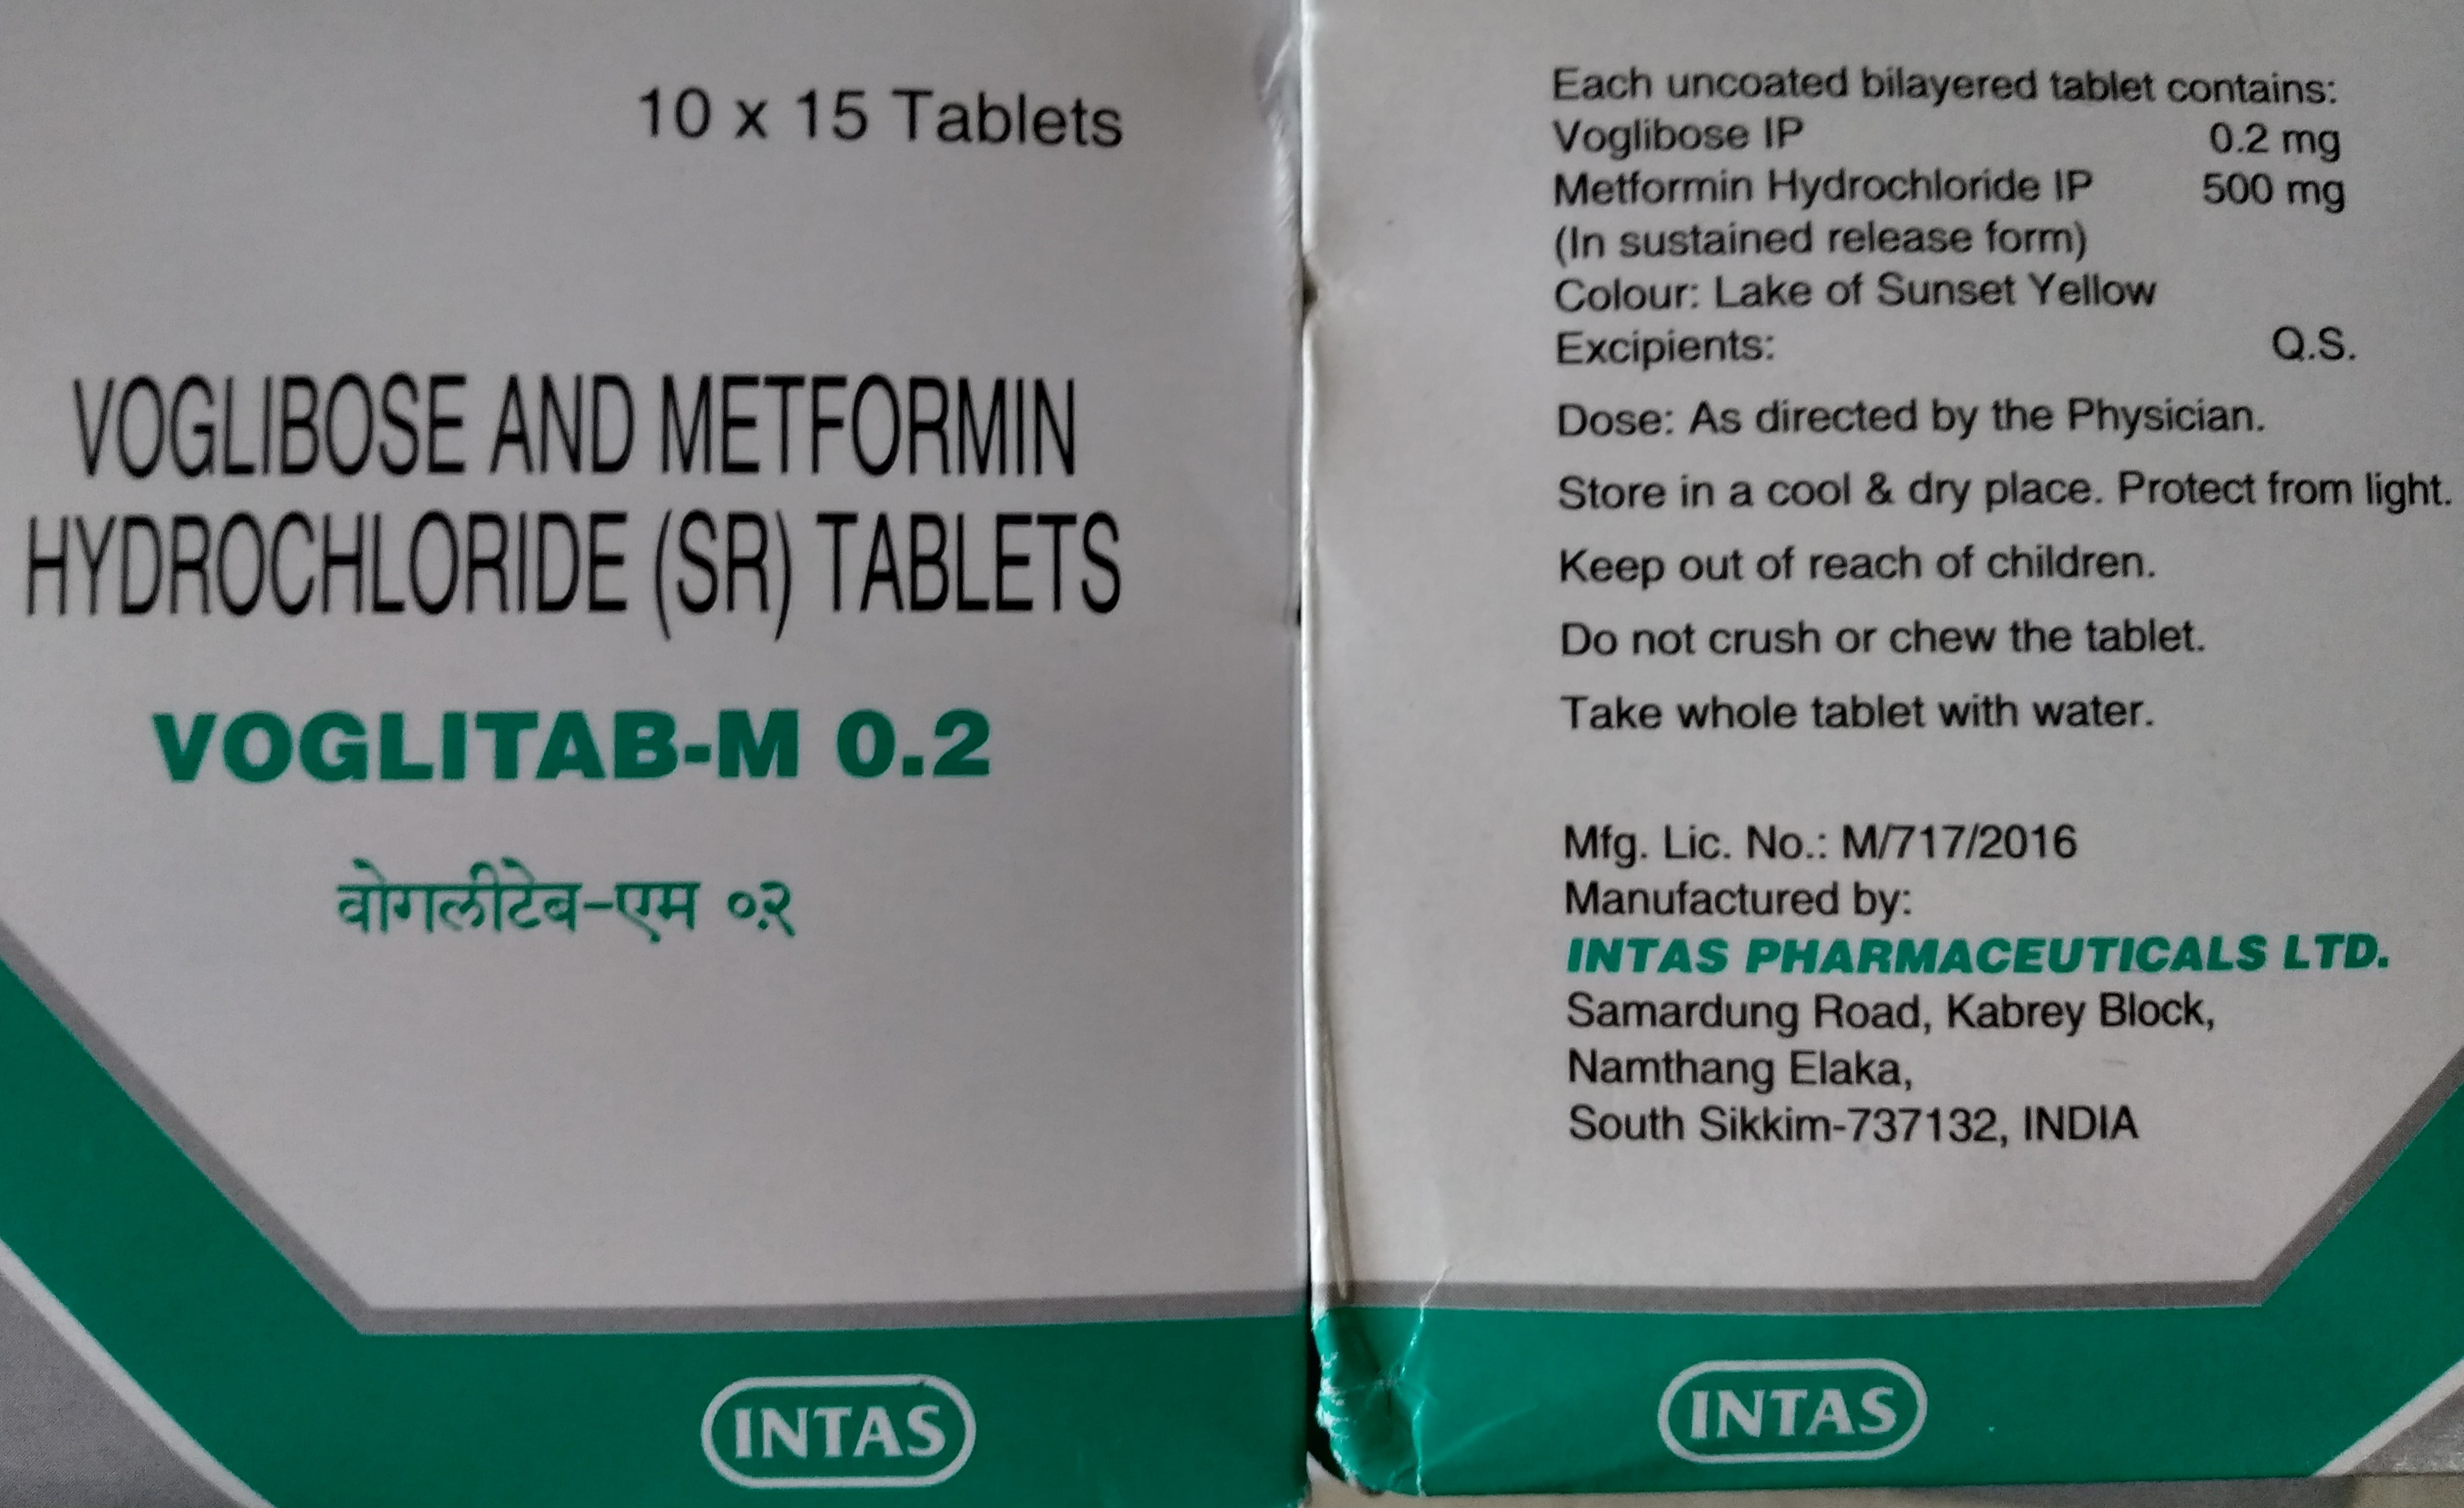 10 x 15 Tablets
VOGLIBOSE AND METFORMIN
HYDROCHLORIDE (SR) TABLETS
VOGLITAB-M 0.2
वोगलीटेब-एम ०.२
INTAS
Each uncoated bilayered tablet contains:
Voglibose IP 0.2 mg
Metformin Hydrochloride IP 500 mg
(In sustained release form)
Colour: Lake of Sunset Yellow
Excipients: Q.S.
Dose: As directed by the Physician.
Store in a cool & dry place. Protect from light.
Keep out of reach of children.
Do not crush or chew the tablet.
Take whole tablet with water.
Mfg. Lic. No.: M/717/2016
Manufactured by:
INTAS PHARMACEUTICALS LTD.
Samardung Road, Kabrey Block,
Namthang Elaka,
South Sikkim-737132, INDIA
INTAS